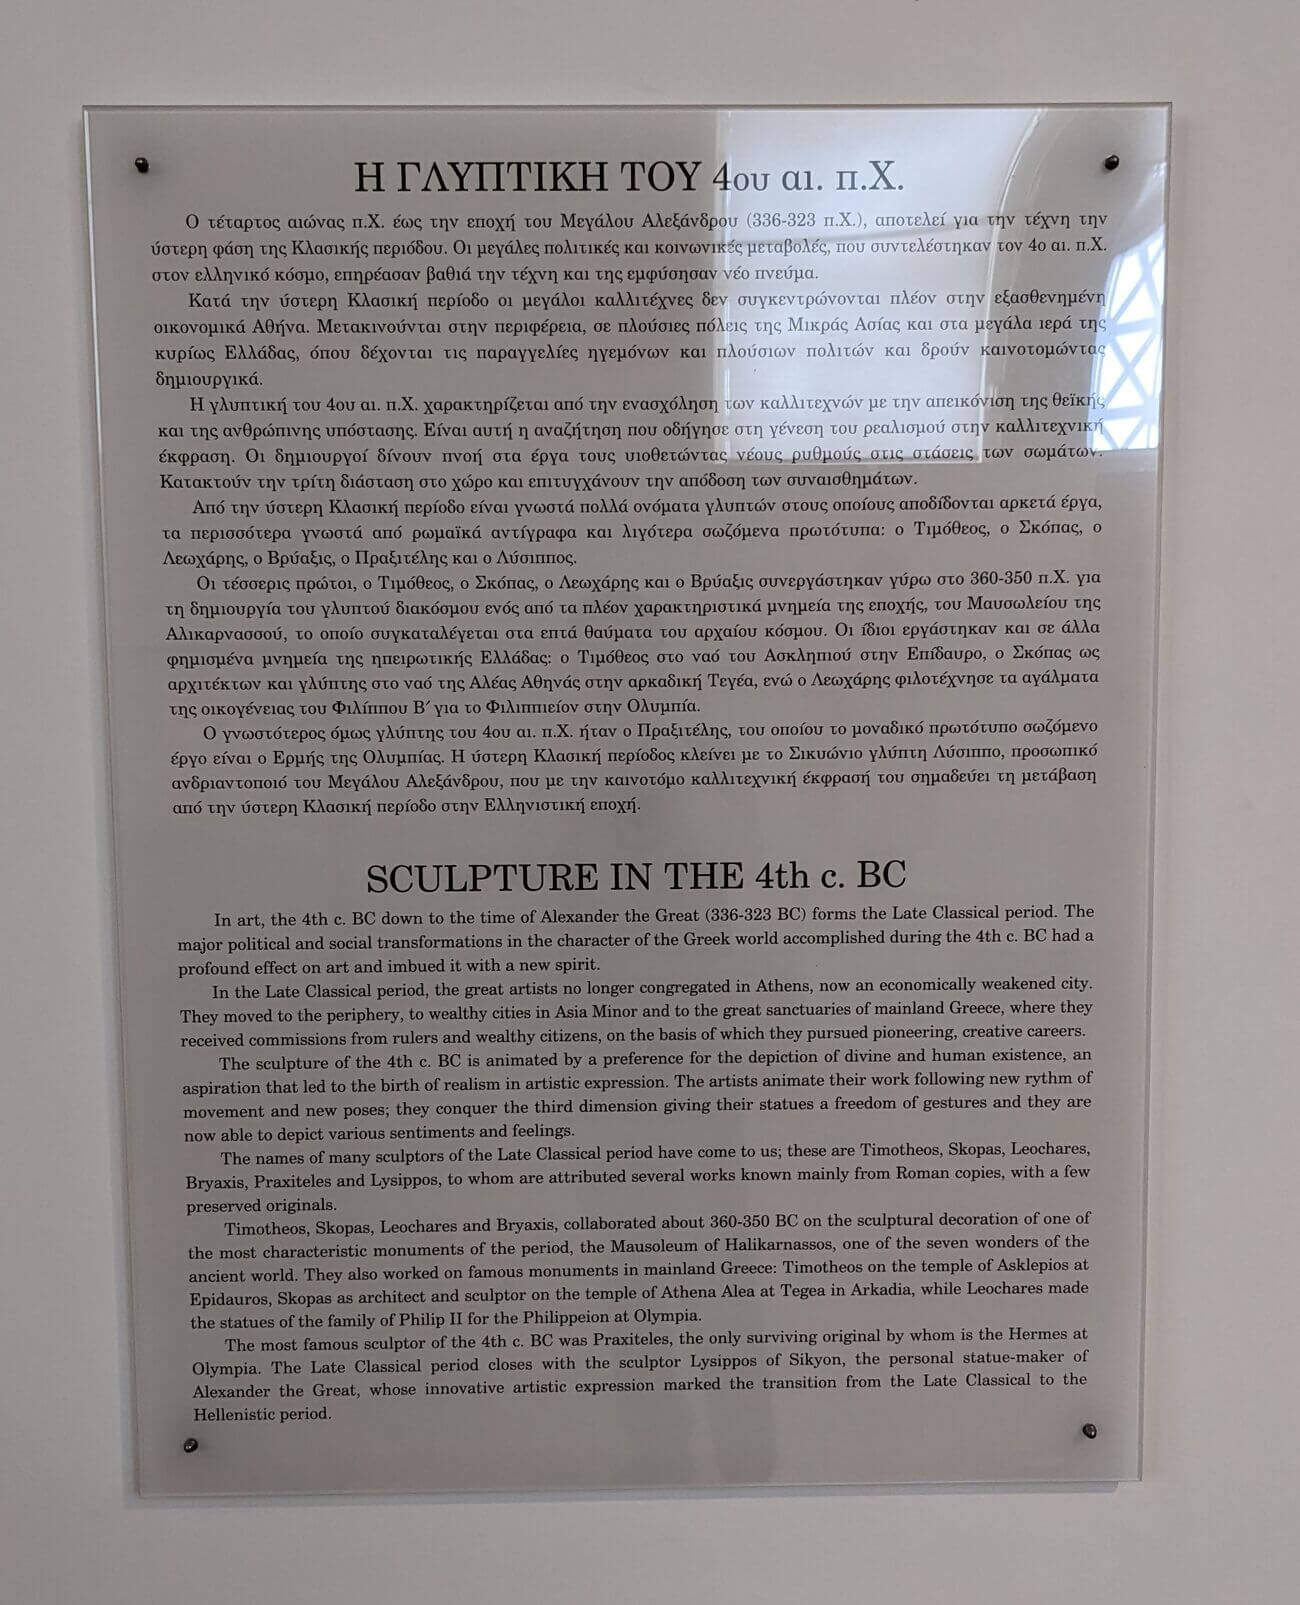 Η ΓΛΥΠΤΙΚΗ ΤΟΥ 4ου αι. π.Χ.
Ο τέταρτος αιώνας π.Χ. έως την εποχή του Μεγάλου Αλεξάνδρου (336-323 π.Χ.), αποτελεί για την τέχνη την
ύστερη φάση της Κλασικής περιόδου. Οι μεγάλες πολιτικές και κοινωνικές μεταβολές, που συντελέστηκαν τον 4ο αι. π.Χ.
στον ελληνικό κόσμο, επηρέασαν βαθιά την τέχνη και της εμφύσησαν νέο πνεύμα.
Κατά την ύστερη Κλασική περίοδο οι μεγάλοι καλλιτέχνες δεν συγκεντρώνονται πλέον στην εξασθενημένη
οικονομικά Αθήνα. Μετακινούνται στην περιφέρεια, σε πλούσιες πόλεις της Μικράς Ασίας και στα μεγάλα ιερά της
κυρίως Ελλάδας, όπου δέχονται τις παραγγελίες ηγεμόνων και πλούσιων πολιτών και δρούν καινοτομώντας
δημιουργικά.
Η γλυπτική του 4ου αι. π.Χ. χαρακτηρίζεται από την ενασχόληση των καλλιτεχνών με την απεικόνιση της θεϊκής
και της ανθρώπινης υπόστασης. Είναι αυτή η αναζήτηση που οδήγησε στη γένεση του ρεαλισμού στην καλλιτεχνική
έκφραση. Οι δημιουργοί δίνουν πνοή στα έργα τους υιοθετώντας νέους ρυθμούς στις στάσεις των σωμάτων.
Κατακτούν την τρίτη διάσταση στο χώρο και επιτυγχάνουν την απόδοση των συναισθημάτων.
Από την ύστερη Κλασική περίοδο είναι γνωστά πολλά ονόματα γλυπτών στους οποίους αποδίδονται αρκετά έργα,
τα περισσότερα γνωστά από ρωμαϊκά αντίγραφα και λιγότερα σωζόμενα πρωτότυπα: ο Τιμόθεος, ο Σκόπας, ο
Λεωχάρης, ο Βρύαξις, ο Πραξιτέλης και ο Λύσιππος.
Οι τέσσερις πρώτοι, ο Τιμόθεος, ο Σκόπας, ο Λεωχάρης και ο Βρύαξις συνεργάστηκαν γύρω στο 360-350 π.Χ. για
τη δημιουργία του γλυπτού διακόσμου ενός από τα πλέον χαρακτηριστικά μνημεία της εποχής, του Μαυσωλείου της
Αλικαρνασσού, το οποίο συγκαταλέγεται στα επτά θαύματα του αρχαίου κόσμου. Οι ίδιοι εργάστηκαν και σε άλλα
φημισμένα μνημεία της ηπειρωτικής Ελλάδας: ο Τιμόθεος στο ναό του Ασκληπιού στην Επίδαυρο, ο Σκόπας ως
αρχιτέκτων και γλύπτης στο ναό της Αλέας Αθηνάς στην αρκαδική Τεγέα, ενώ ο Λεωχάρης φιλοτέχνησε τα αγάλματα
της οικογένειας του Φιλίππου Β΄ για το Φιλιππιείον στην Ολυμπία.
Ο γνωστότερος όμως γλύπτης του 4ου αι. π.Χ. ήταν ο Πραξιτέλης, του οποίου το μοναδικό πρωτότυπο σωζόμενο
έργο είναι ο Ερμής της Ολυμπίας. Η ύστερη Κλασική περίοδος κλείνει με το Σικυώνιο γλύπτη Λύσιππο, προσωπικό
ανδριαντοποιό του Μεγάλου Αλεξάνδρου, που με την καινοτόμο καλλιτεχνική έκφρασή του σημαδεύει τη μετάβαση
από την ύστερη Κλασική περίοδο στην Ελληνιστική εποχή.
SCULPTURE IN THE 4th c. BC
In art, the 4th c. BC down to the time of Alexander the Great (336-323 BC) forms the Late Classical period. The
major political and social transformations in the character of the Greek world accomplished during the 4th c. BC had a
profound effect on art and imbued it with a new spirit.
In the Late Classical period, the great artists no longer congregated in Athens, now an economically weakened city.
They moved to the periphery, to wealthy cities in Asia Minor and to the great sanctuaries of mainland Greece, where they
received commissions from rulers and wealthy citizens, on the basis of which they pursued pioneering, creative careers.
The sculpture of the 4th c. BC is animated by a preference for the depiction of divine and human existence, an
aspiration that led to the birth of realism in artistic expression. The artists animate their work following new rythm of
movement and new poses; they conquer the third dimension giving their statues a freedom of gestures and they are
now able to depict various sentiments and feelings.
The names of many sculptors of the Late Classical period have come to us; these are Timotheos, Skopas, Leochares,
Bryaxis, Praxiteles and Lysippos, to whom are attributed several works known mainly from Roman copies, with a few
preserved originals.
Timotheos, Skopas, Leochares and Bryaxis, collaborated about 360-350 BC on the sculptural decoration of one of
the most characteristic monuments of the period, the Mausoleum of Halikarnassos, one of the seven wonders of the
ancient world. They also worked on famous monuments in mainland Greece: Timotheos on the temple of Asklepios at
Epidauros, Skopas as architect and sculptor on the temple of Athena Alea at Tegea in Arkadia, while Leochares made
the statues of the family of Philip II for the Philippeion at Olympia.
The most famous sculptor of the 4th c. BC was Praxiteles, the only surviving original by whom is the Hermes at
Olympia. The Late Classical period closes with the sculptor Lysippos of Sikyon, the personal statue-maker of
Alexander the Great, whose innovative artistic expression marked the transition from the Late Classical to the
Hellenistic period.